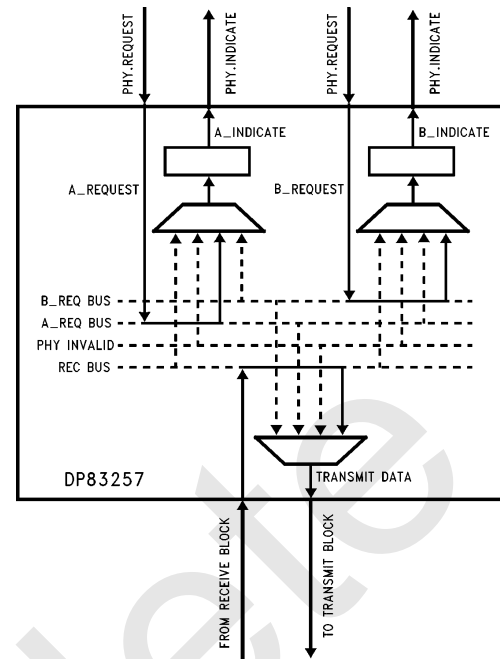 PHY.REQUEST
PHY.INDICATE
PHY.REQUEST
PHY.INDICATE
A_INDICATE
B_INDICATE
A_REQUEST
B_REQUEST
B_REQ BUS
A_REQ BUS
PHY INVALID
REC BUS
TRANSMIT DATA
DP83257
FROM RECEIVE BLOCK
TO TRANSMIT BLOCK
lete